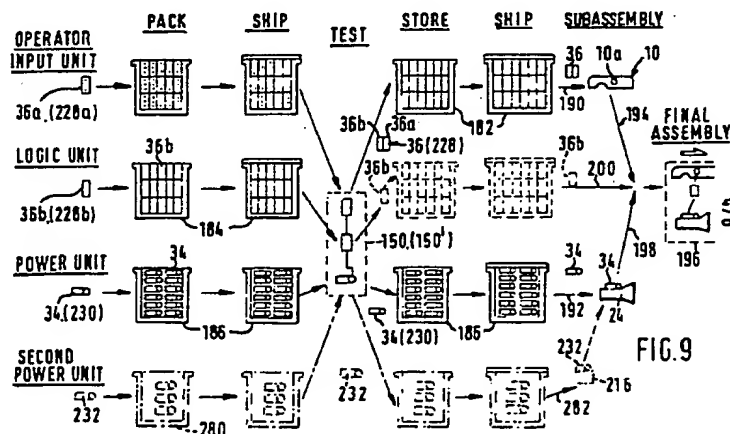 PACK SHIP TEST STORE SHIP SUBASSEMBLY
OPERATOR INPUT UNIT
36a,(228a)
36 10a 10
182
190
194
36b 36a
36(228)
FINAL ASSEMBLY
LOGIC UNIT
36b
36b,(228b)
184
36b
36b
200
150,(150')
196
POWER UNIT
34
34,(230)
186
34(230)
186
34
192
34
24
198
SECOND POWER UNIT
232
280
232
282
232
216
FIG.9